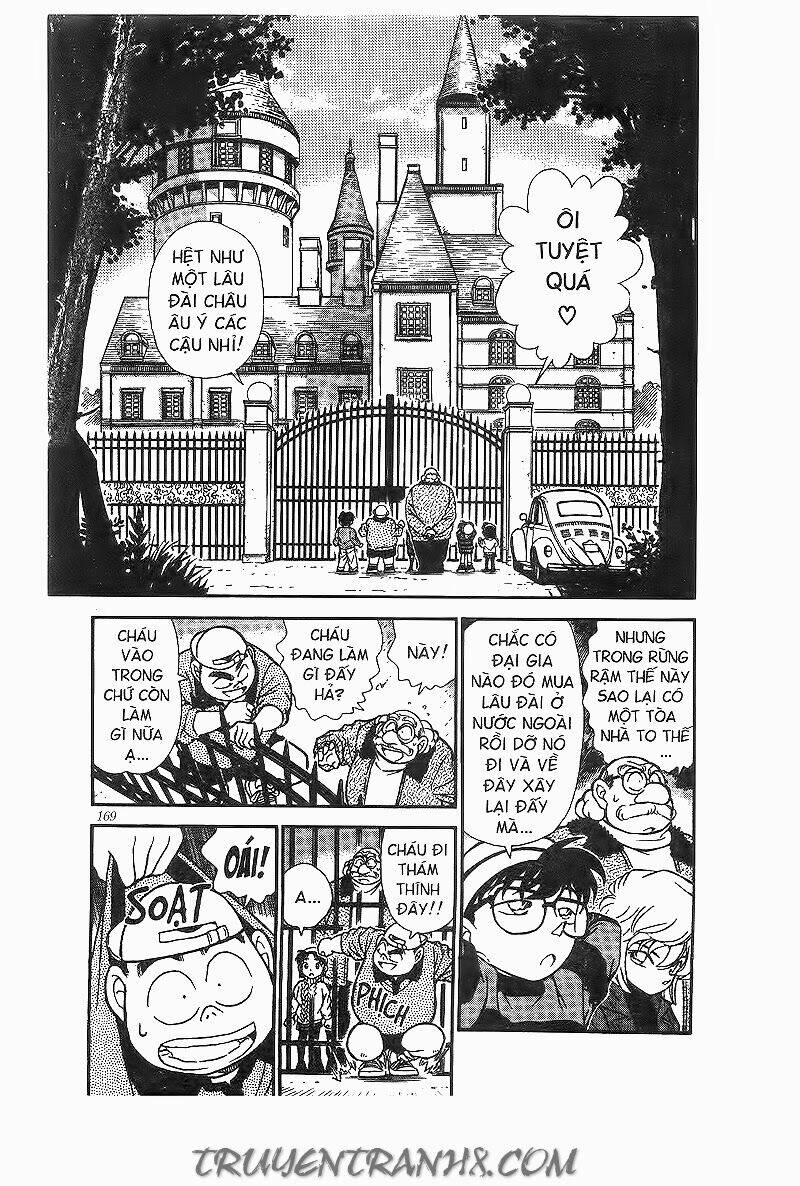 ÔI
TUYỆT
QUÁ
♡
HỆT NHƯ
MỘT LÂU
ĐÀI CHÂU
ÂU Ý CÁC
CẬU NHỈ!
NHƯNG
TRONG RỪNG
RẬM THẾ NÀY
SAO LẠI CÓ
MỘT TÒA
NHÀ TO THẾ
...
CHẮC CÓ
ĐẠI GIA
NÀO ĐÓ MUA
LÂU ĐÀI Ở
NƯỚC NGOÀI
RỒI DỠ NÓ
ĐI VÀ VỀ
ĐÂY XÂY
LẠI ĐẤY
MÀ...
NÀY!
CHÁU
ĐANG LÀM
GÌ ĐẤY
HẢ?
CHÁU
VÀO
TRONG
CHỨ CÒN
LÀM
GÌ NỮA
Ạ...
169
CHÁU ĐI
THÁM
THÍNH
ĐÂY!!
A...
PHỊCH
OÁI!
SOẠT
TRUYENTRANH8.COM